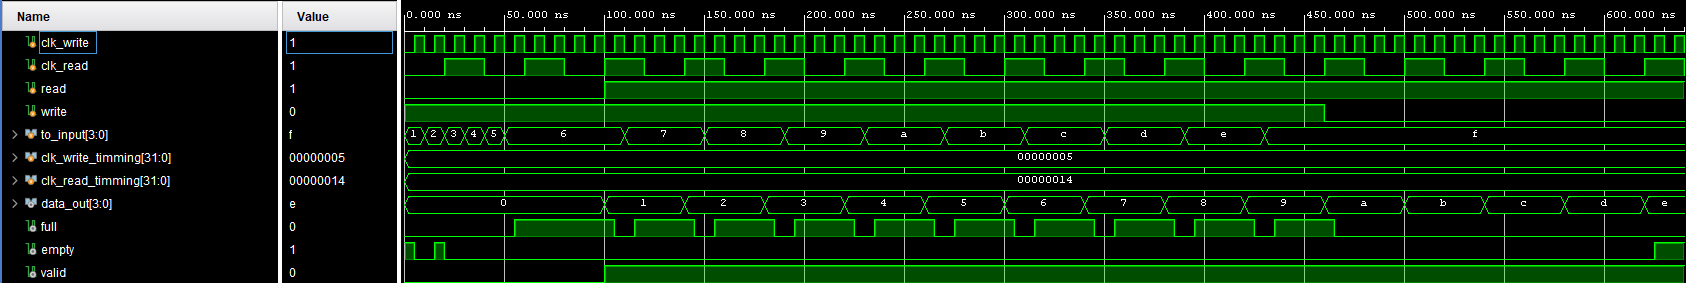 Name Value 0.000 ns 50.000 ns 100.000 ns 150.000 ns 200.000 ns 250.000 ns 300.000 ns 350.000 ns 400.000 ns 450.000 ns 500.000 ns 550.000 ns 600.000 ns
clk_write 1
clk_read 1
read 1
write 0
to_input[3:0] f 1 2 3 4 5 6 7 8 9 a b c d e f
clk_write_timming[31:0] 00000005 00000005
clk_read_timming[31:0] 00000014 00000014
data_out[3:0] e 0 1 2 3 4 5 6 7 8 9 a b c d e
full 0
empty 1
valid 0